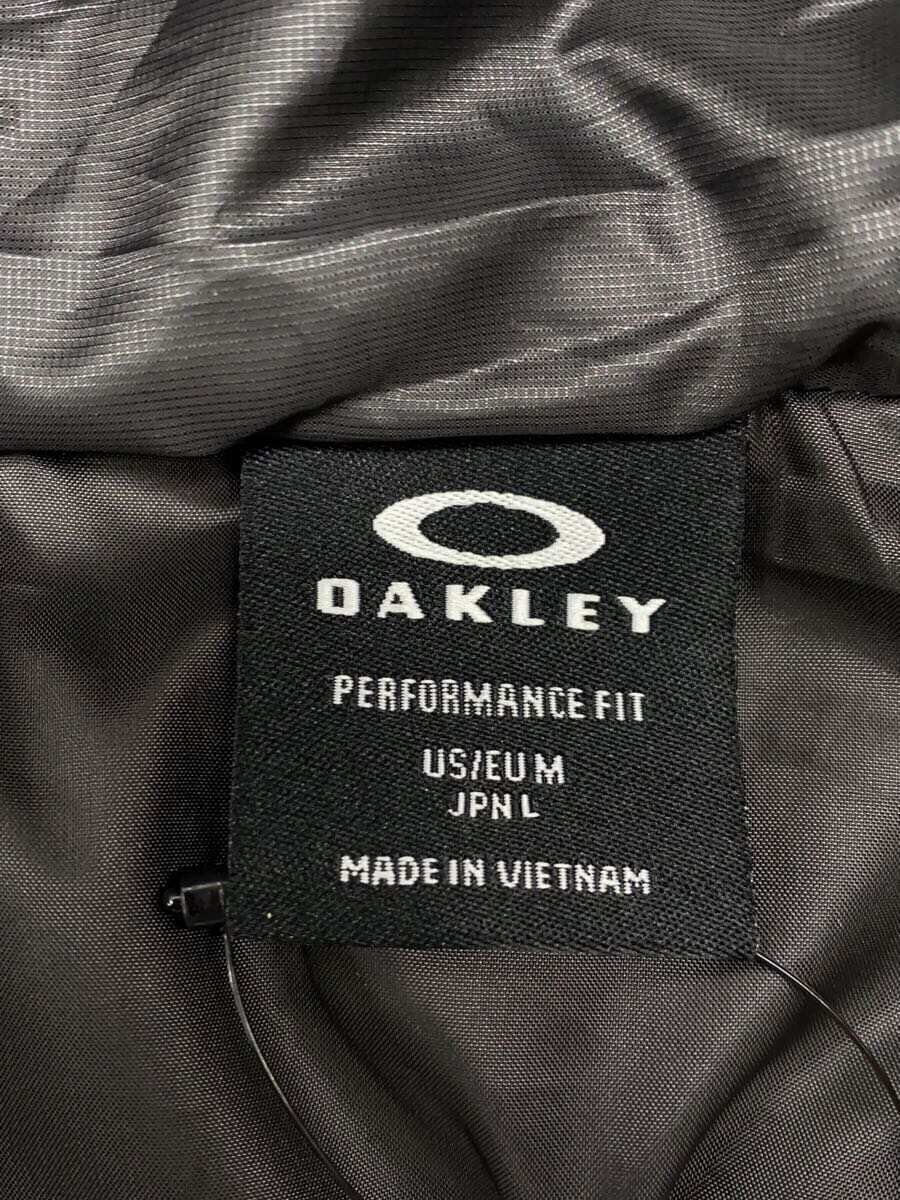 OAKLEY
PERFORMANCE FIT
US/EU M
JPN L
MADE IN VIETNAM